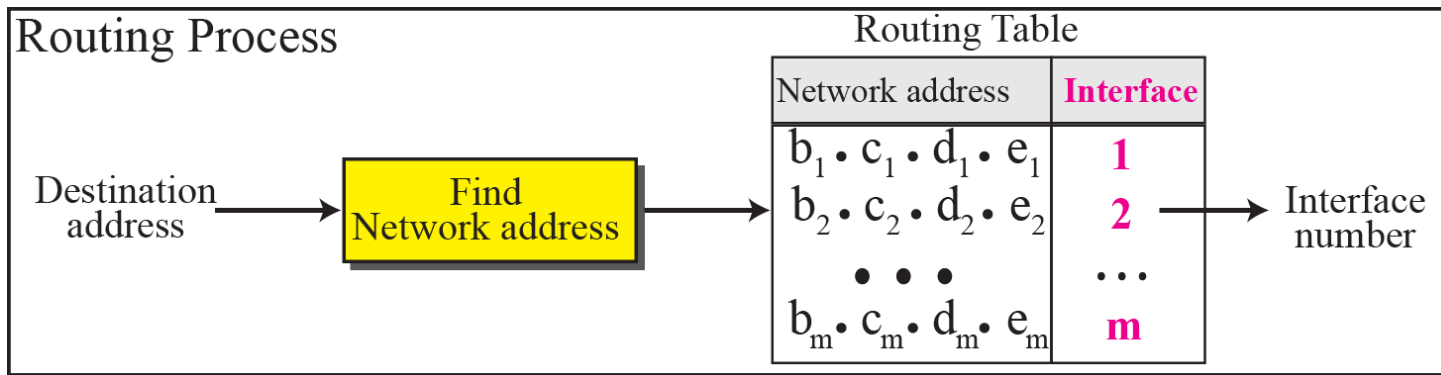 Routing Process
Routing Table
Network address Interface
Destination
address
Find
Network address
b₁ . c₁ . d₁ . e₁ 1
b₂ . c₂ . d₂ . e₂ 2
• • • ...
bₘ . cₘ . dₘ . eₘ m
Interface
number